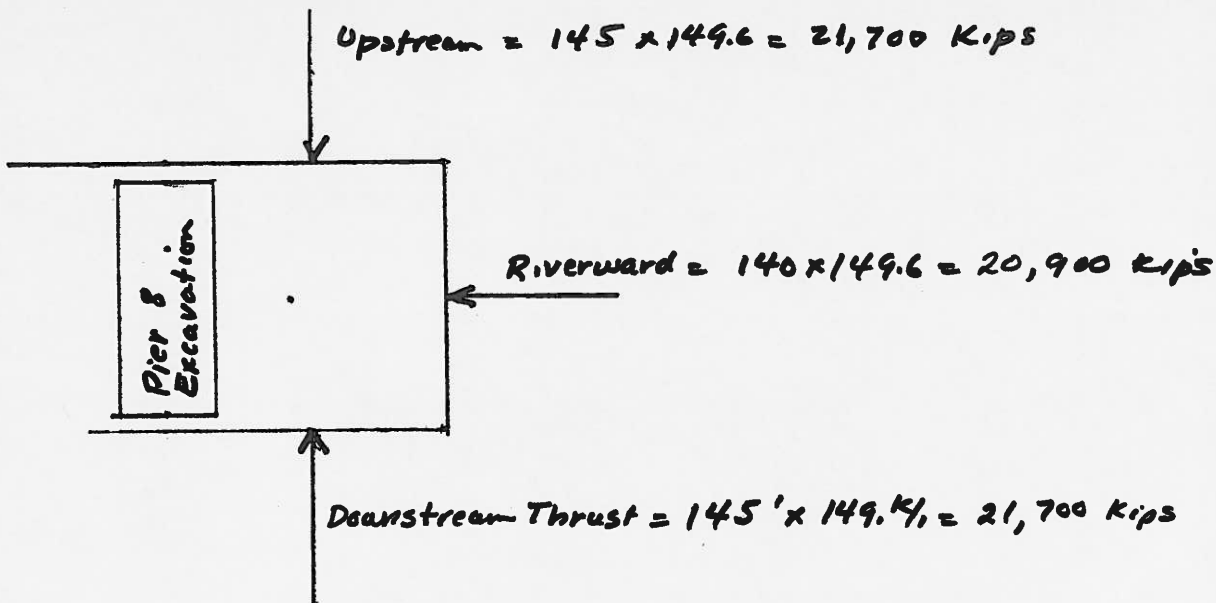 Upstream = 145 x 149.6 = 21,700 Kips
Pier 8
Excavation
Riverward = 140 x 149.6 = 20,900 Kips
Downstream Thrust = 145' x 149.K/, = 21,700 Kips